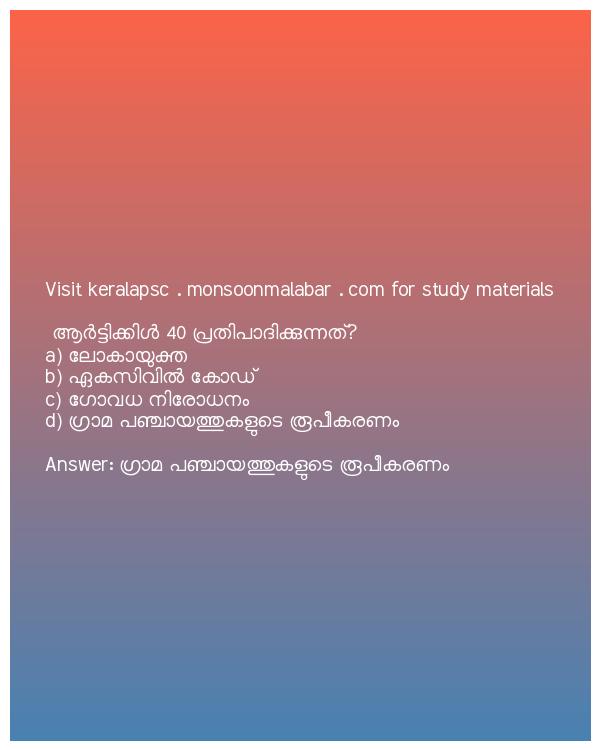 Visit keralapsc . monsoonmalabar . com for study materials
ആർട്ടിക്കിൾ 40 പ്രതിപാദിക്കുന്നത്?
a) ലോകായുക്ത
b) ഏകസിവിൽ കോഡ്
c) ഗോവധ നിരോധനം
d) ഗ്രാമ പഞ്ചായത്തുകളുടെ രൂപീകരണം
Answer: ഗ്രാമ പഞ്ചായത്തുകളുടെ രൂപീകരണം